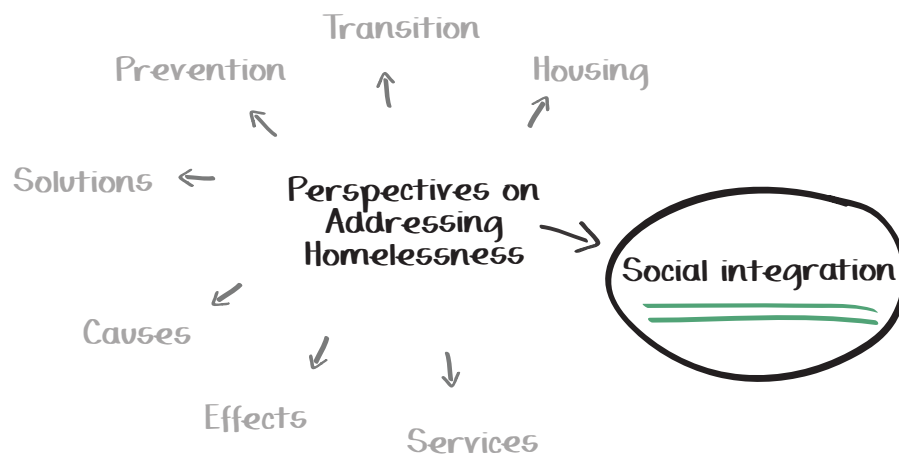 Transition
Prevention
Housing
Solutions
Perspectives on
Addressing
Homelessness
Social integration
Causes
Effects
Services